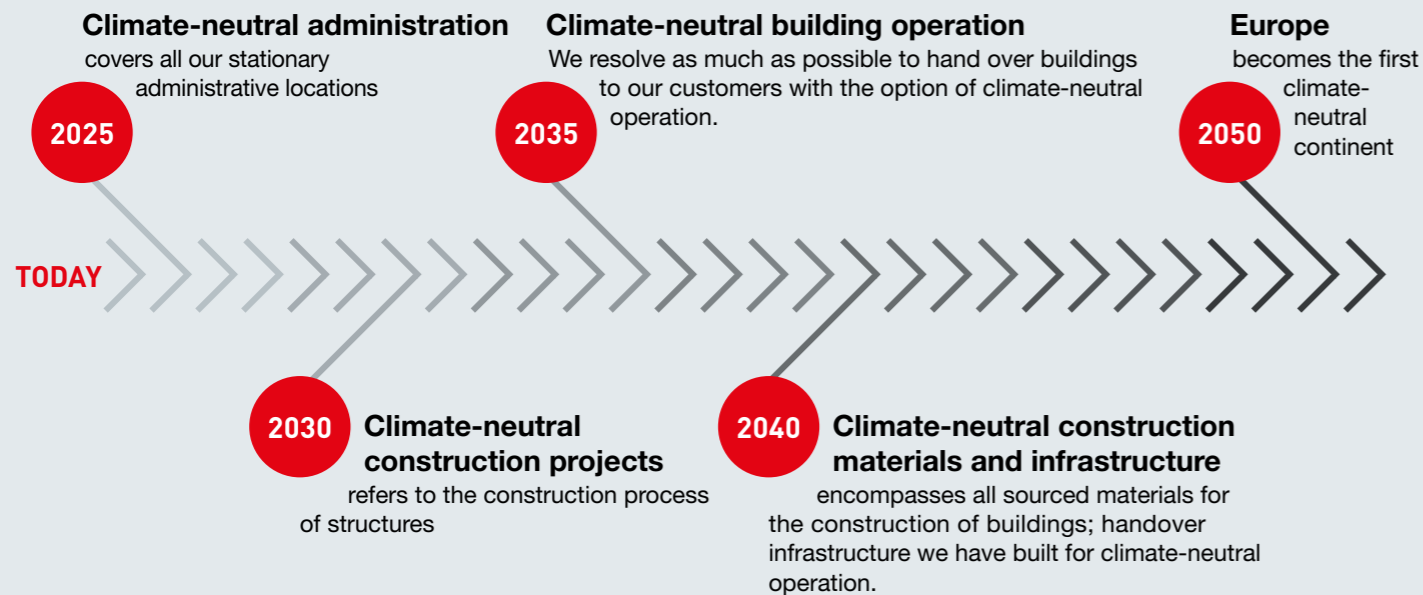 Climate-neutral administration
covers all our stationary
administrative locations
2025
Climate-neutral building operation
We resolve as much as possible to hand over buildings
to our customers with the option of climate-neutral
operation.
2035
Europe
becomes the first
climate-
neutral
continent
2050
TODAY
2030
Climate-neutral
construction projects
refers to the construction process
of structures
2040
Climate-neutral construction
materials and infrastructure
encompasses all sourced materials for
the construction of buildings; handover
infrastructure we have built for climate-neutral
operation.